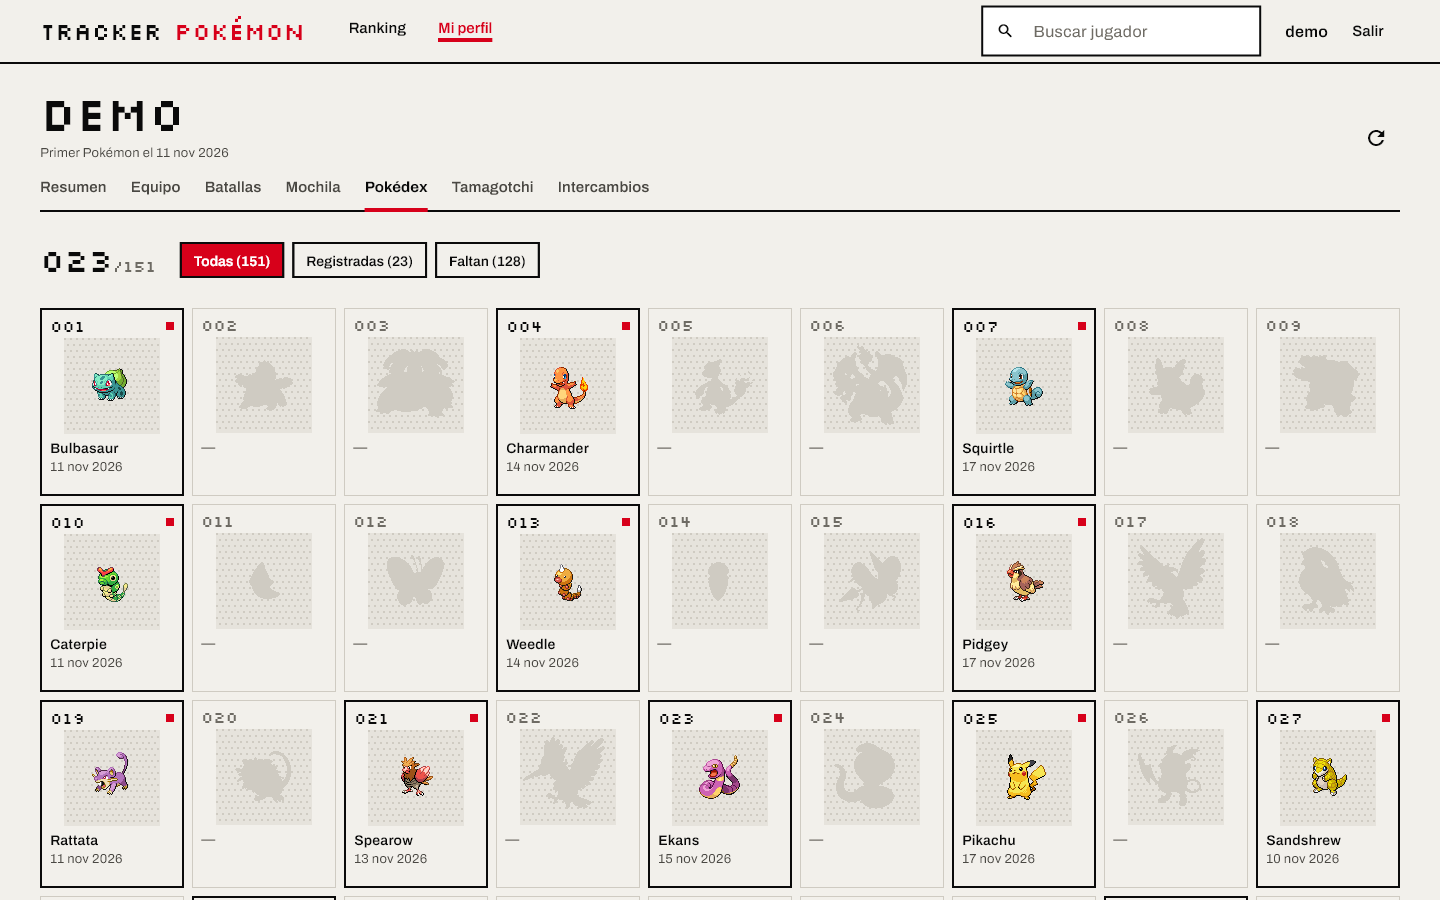 TRACKER POKÉMON Ranking Mi perfil Buscar jugador demo Salir
DEMO
Primer Pokémon el 11 nov 2026
Resumen Equipo Batallas Mochila Pokédex Tamagotchi Intercambios
023/151 Todas (151) Registradas (23) Faltan (128)
001 002 003 004 005 006 007 008 009
Bulbasaur — — Charmander — — Squirtle — —
11 nov 2026 14 nov 2026 17 nov 2026
010 011 012 013 014 015 016 017 018
Caterpie — — Weedle — — Pidgey — —
11 nov 2026 14 nov 2026 17 nov 2026
019 020 021 022 023 024 025 026 027
Rattata — Spearow — Ekans — Pikachu — Sandshrew
11 nov 2026 13 nov 2026 15 nov 2026 17 nov 2026 10 nov 2026